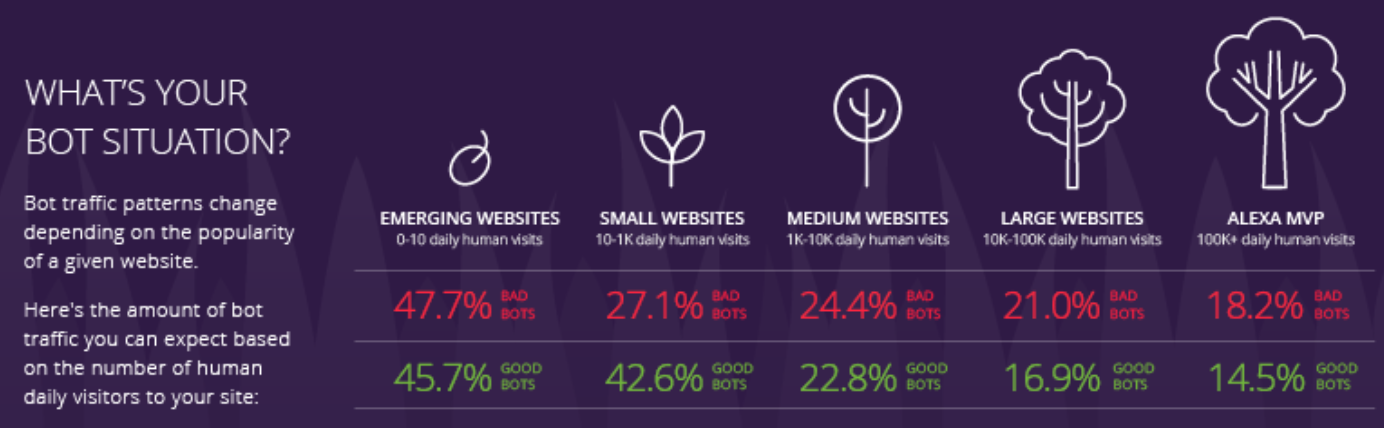 WHAT'S YOUR
BOT SITUATION?
Bot traffic patterns change
depending on the popularity
of a given website.
Here's the amount of bot
traffic you can expect based
on the number of human
daily visitors to your site:
EMERGING WEBSITES
0-10 daily human visits
47.7% BAD BOTS
45.7% GOOD BOTS
SMALL WEBSITES
10-1K daily human visits
27.1% BAD BOTS
42.6% GOOD BOTS
MEDIUM WEBSITES
1K-10K daily human visits
24.4% BAD BOTS
22.8% GOOD BOTS
LARGE WEBSITES
10K-100K daily human visits
21.0% BAD BOTS
16.9% GOOD BOTS
ALEXA MVP
100K+ daily human visits
18.2% BAD BOTS
14.5% GOOD BOTS